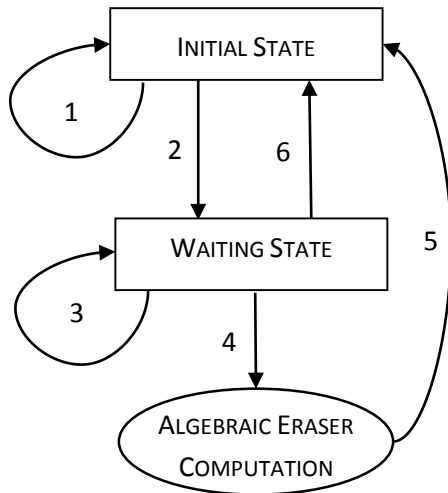 INITIAL STATE
1
2
6
WAITING STATE
5
3
4
ALGEBRAIC ERASER
COMPUTATION